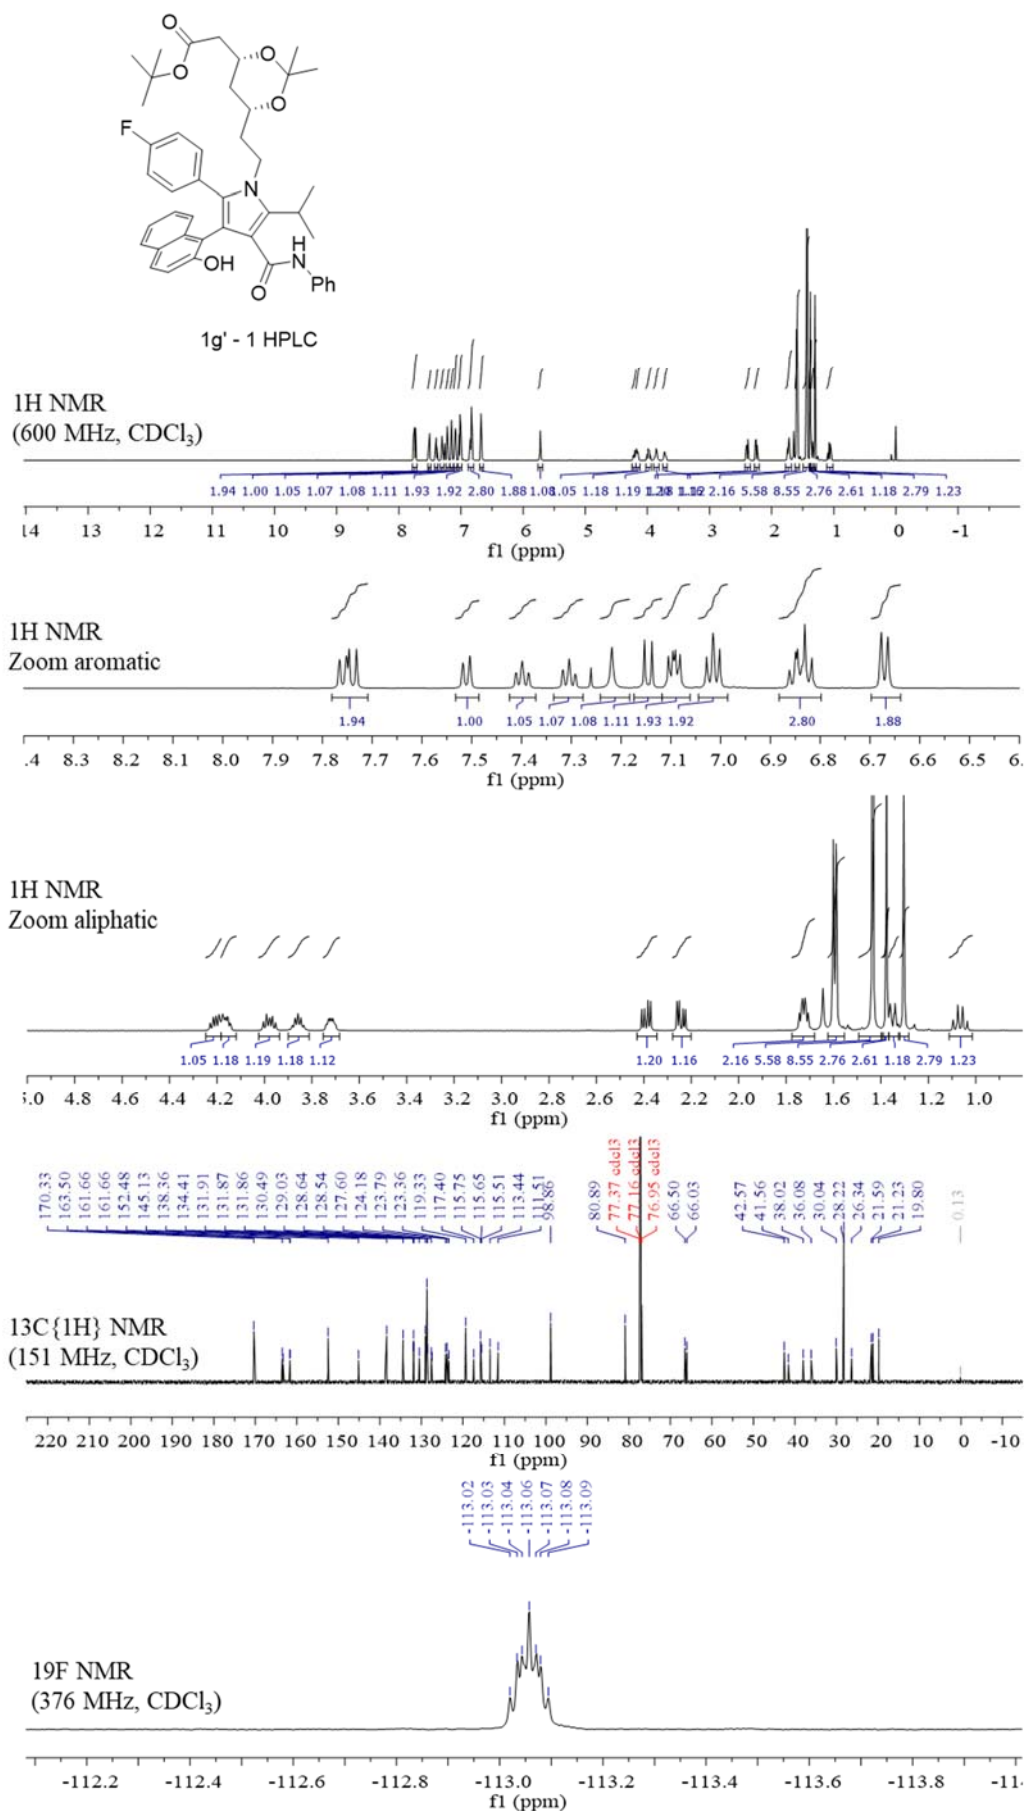 O
O
O
O
F
N
H
N
OH
O
Ph
1g' - 1 HPLC
1H NMR
(600 MHz, CDCl₃)
1.94 1.00 1.05 1.07 1.08 1.11 1.93 1.92 2.80 1.88 1.08 1.05 1.18 1.19 2.16 5.58 8.55 2.76 2.61 1.18 2.79 1.23
14 13 12 11 10 9 8 7 6 5 4 3 2 1 0 -1
f1 (ppm)
1H NMR
Zoom aromatic
1.94 1.00 1.05 1.07 1.08 1.11 1.93 1.92 2.80 1.88
.4 8.3 8.2 8.1 8.0 7.9 7.8 7.7 7.6 7.5 7.4 7.3 7.2 7.1 7.0 6.9 6.8 6.7 6.6 6.5 6.
f1 (ppm)
1H NMR
Zoom aliphatic
1.05 1.18 1.19 1.18 1.12 1.20 1.16 2.16 5.58 8.55 2.76 2.61 1.18 2.79 1.23
5.0 4.8 4.6 4.4 4.2 4.0 3.8 3.6 3.4 3.2 3.0 2.8 2.6 2.4 2.2 2.0 1.8 1.6 1.4 1.2 1.0
f1 (ppm)
170.33 163.50 161.66 161.66 152.48 145.13 138.36 134.41 131.91 131.87 131.86 130.49 129.03 128.64 128.54 127.60 124.18 123.79 123.36 119.33 117.40 115.75 115.65 115.51 113.44 111.51 98.86 80.89 77.37 cdcl3 77.16 cdcl3 76.95 cdcl3 66.50 66.03 42.57 41.56 38.02 36.08 30.04 28.22 26.34 21.59 21.23 19.80 0.13
13C{1H} NMR
(151 MHz, CDCl₃)
220 210 200 190 180 170 160 150 140 130 120 110 100 90 80 70 60 50 40 30 20 10 0 -10
f1 (ppm)
-113.02 -113.03 -113.04 -113.06 -113.07 -113.08 -113.09
19F NMR
(376 MHz, CDCl₃)
-112.2 -112.4 -112.6 -112.8 -113.0 -113.2 -113.4 -113.6 -113.8 -11
f1 (ppm)